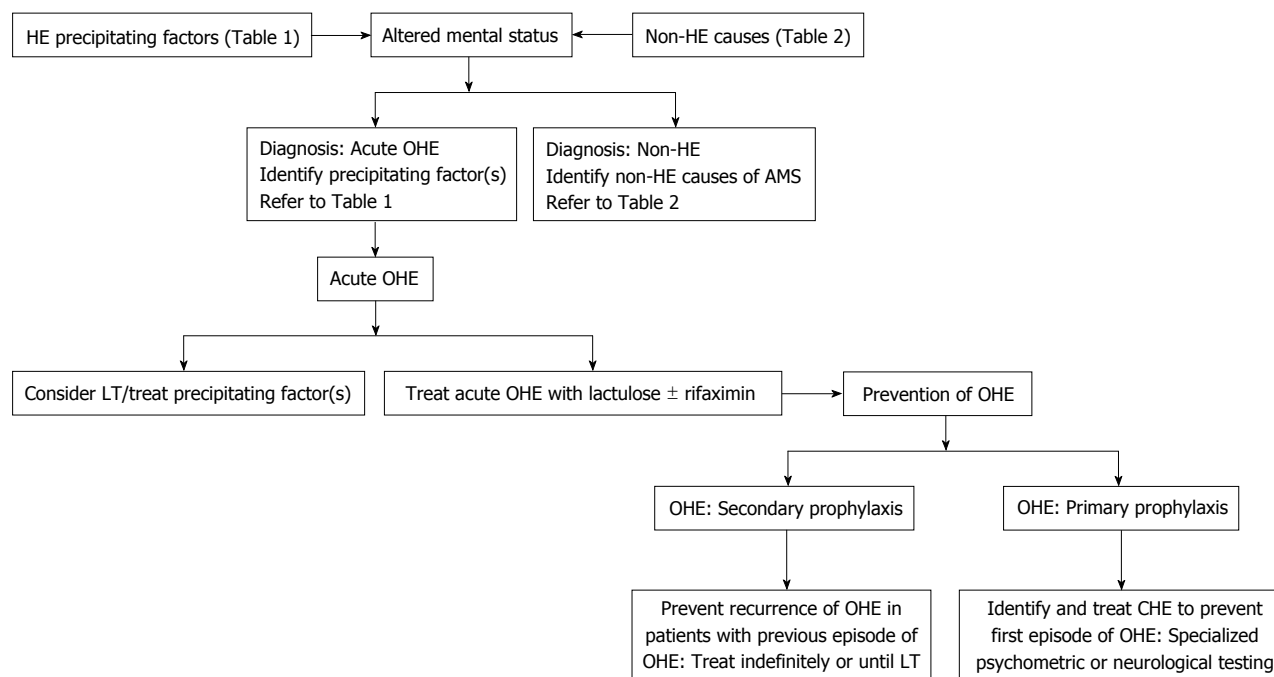 HE precipitating factors (Table 1)
Altered mental status
Non-HE causes (Table 2)
Diagnosis: Acute OHE
Identify precipitating factor(s)
Refer to Table 1
Diagnosis: Non-HE
Identify non-HE causes of AMS
Refer to Table 2
Acute OHE
Consider LT/treat precipitating factor(s)
Treat acute OHE with lactulose ± rifaximin
Prevention of OHE
OHE: Secondary prophylaxis
OHE: Primary prophylaxis
Prevent recurrence of OHE in
patients with previous episode of
OHE: Treat indefinitely or until LT
Identify and treat CHE to prevent
first episode of OHE: Specialized
psychometric or neurological testing